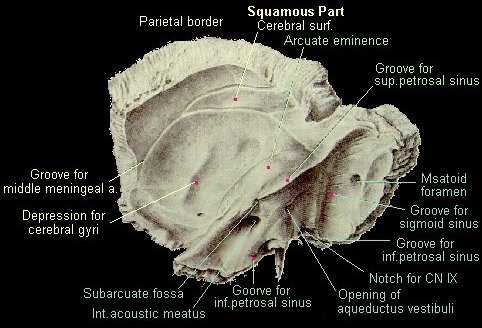 Squamous Part
Parietal border
Cerebral surf.
Arcuate eminence
Groove for
sup.petrosal sinus
Groove for
middle meningeal a.
Depression for
cerebral gyri
Msatoid
foramen
Groove for
sigmoid sinus
Groove for
inf.petrosal sinus
Notch for CN IX
Opening of
aqueductus vestibuli
Subarcuate fossa
Int.acoustic meatus
Goorve for
inf.petrosal sinus